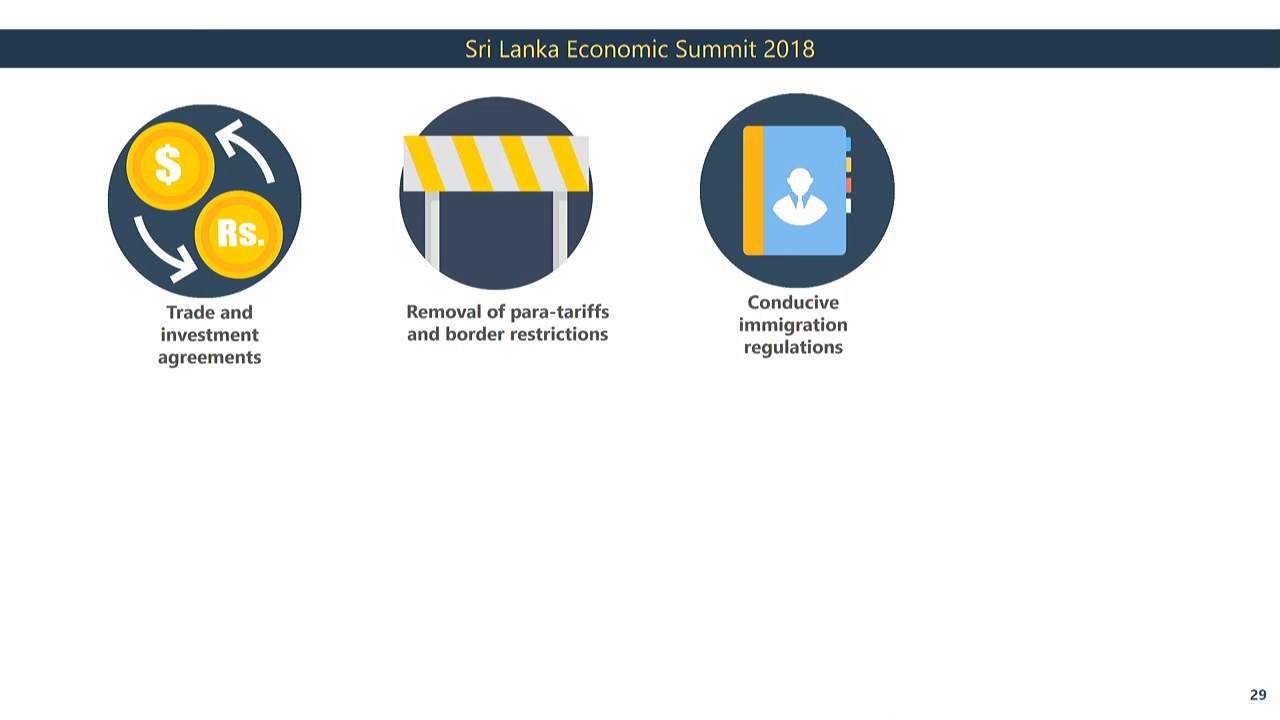 Sri Lanka Economic Summit 2018
$
Rs.
Trade and
investment
agreements
Removal of para-tariffs
and border restrictions
Conducive
immigration
regulations
29